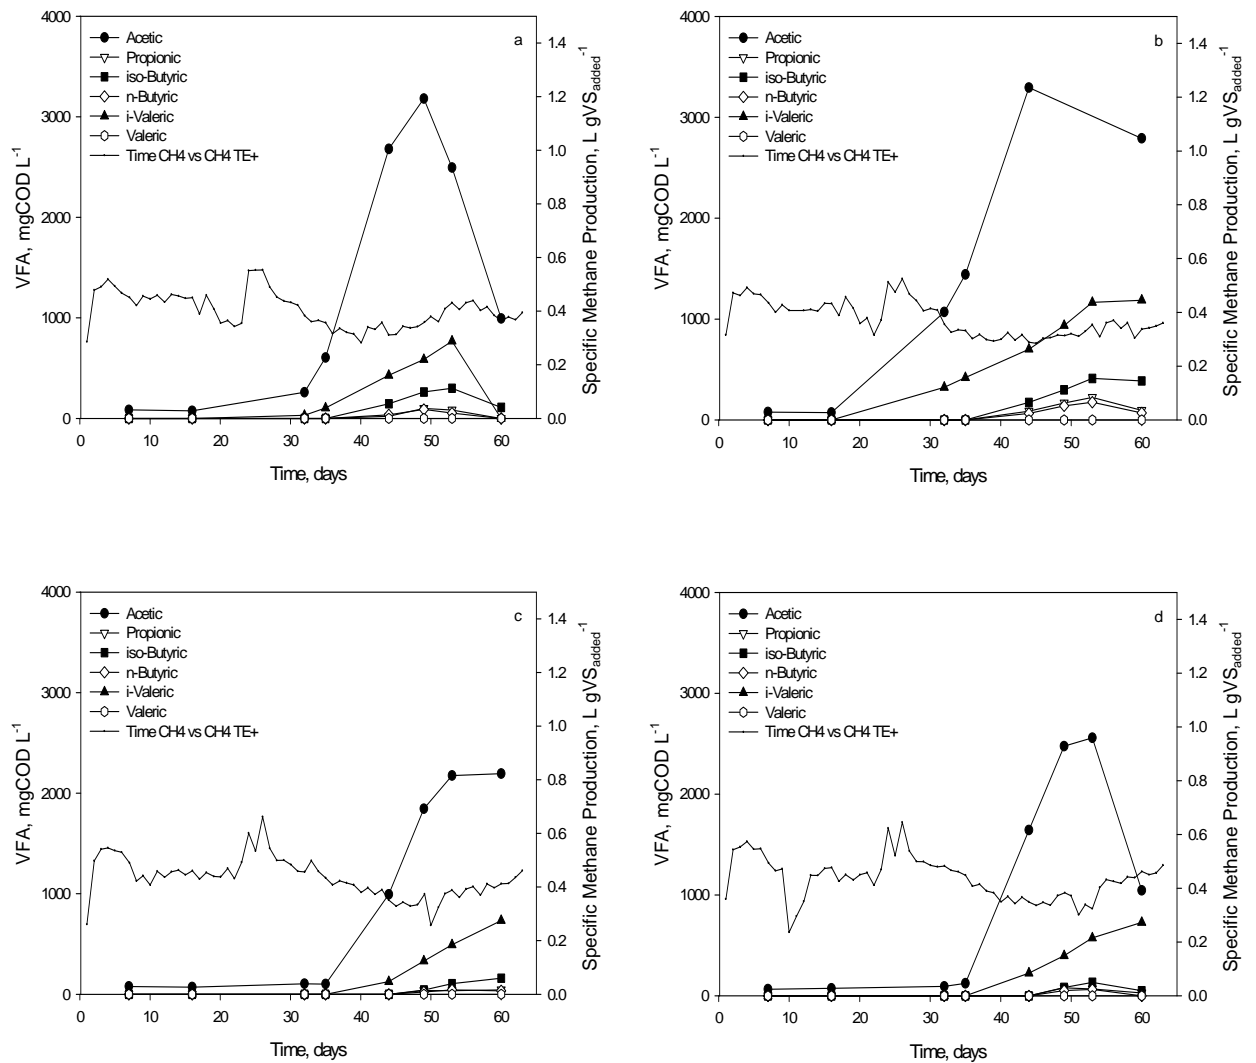 a
Acetic
Propionic
iso-Butyric
n-Butyric
i-Valeric
Valeric
Time CH4 vs CH4 TE+
4000
3000
2000
1000
0
VFA, mgCOD L-1
1.4
1.2
1.0
0.8
0.6
0.4
0.2
0.0
Specific Methane Production, L gVSadded-1
0 10 20 30 40 50 60
Time, days
b
Acetic
Propionic
iso-Butyric
n-Butyric
i-Valeric
Valeric
Time CH4 vs CH4 TE+
4000
3000
2000
1000
0
VFA, mgCOD L-1
1.4
1.2
1.0
0.8
0.6
0.4
0.2
0.0
Specific Methane Production, L gVSadded-1
0 10 20 30 40 50 60
Time, days
c
Acetic
Propionic
iso-Butyric
n-Butyric
i-Valeric
Valeric
Time CH4 vs CH4 TE+
4000
3000
2000
1000
0
VFA, mgCOD L-1
1.4
1.2
1.0
0.8
0.6
0.4
0.2
0.0
Specific Methane Production, L gVSadded-1
0 10 20 30 40 50 60
Time, days
d
Acetic
Propionic
iso-Butyric
n-Butyric
i-Valeric
Valeric
Time CH4 vs CH4 TE+
4000
3000
2000
1000
0
VFA, mgCOD L-1
1.4
1.2
1.0
0.8
0.6
0.4
0.2
0.0
Specific Methane Production, L gVSadded-1
0 10 20 30 40 50 60
Time, days